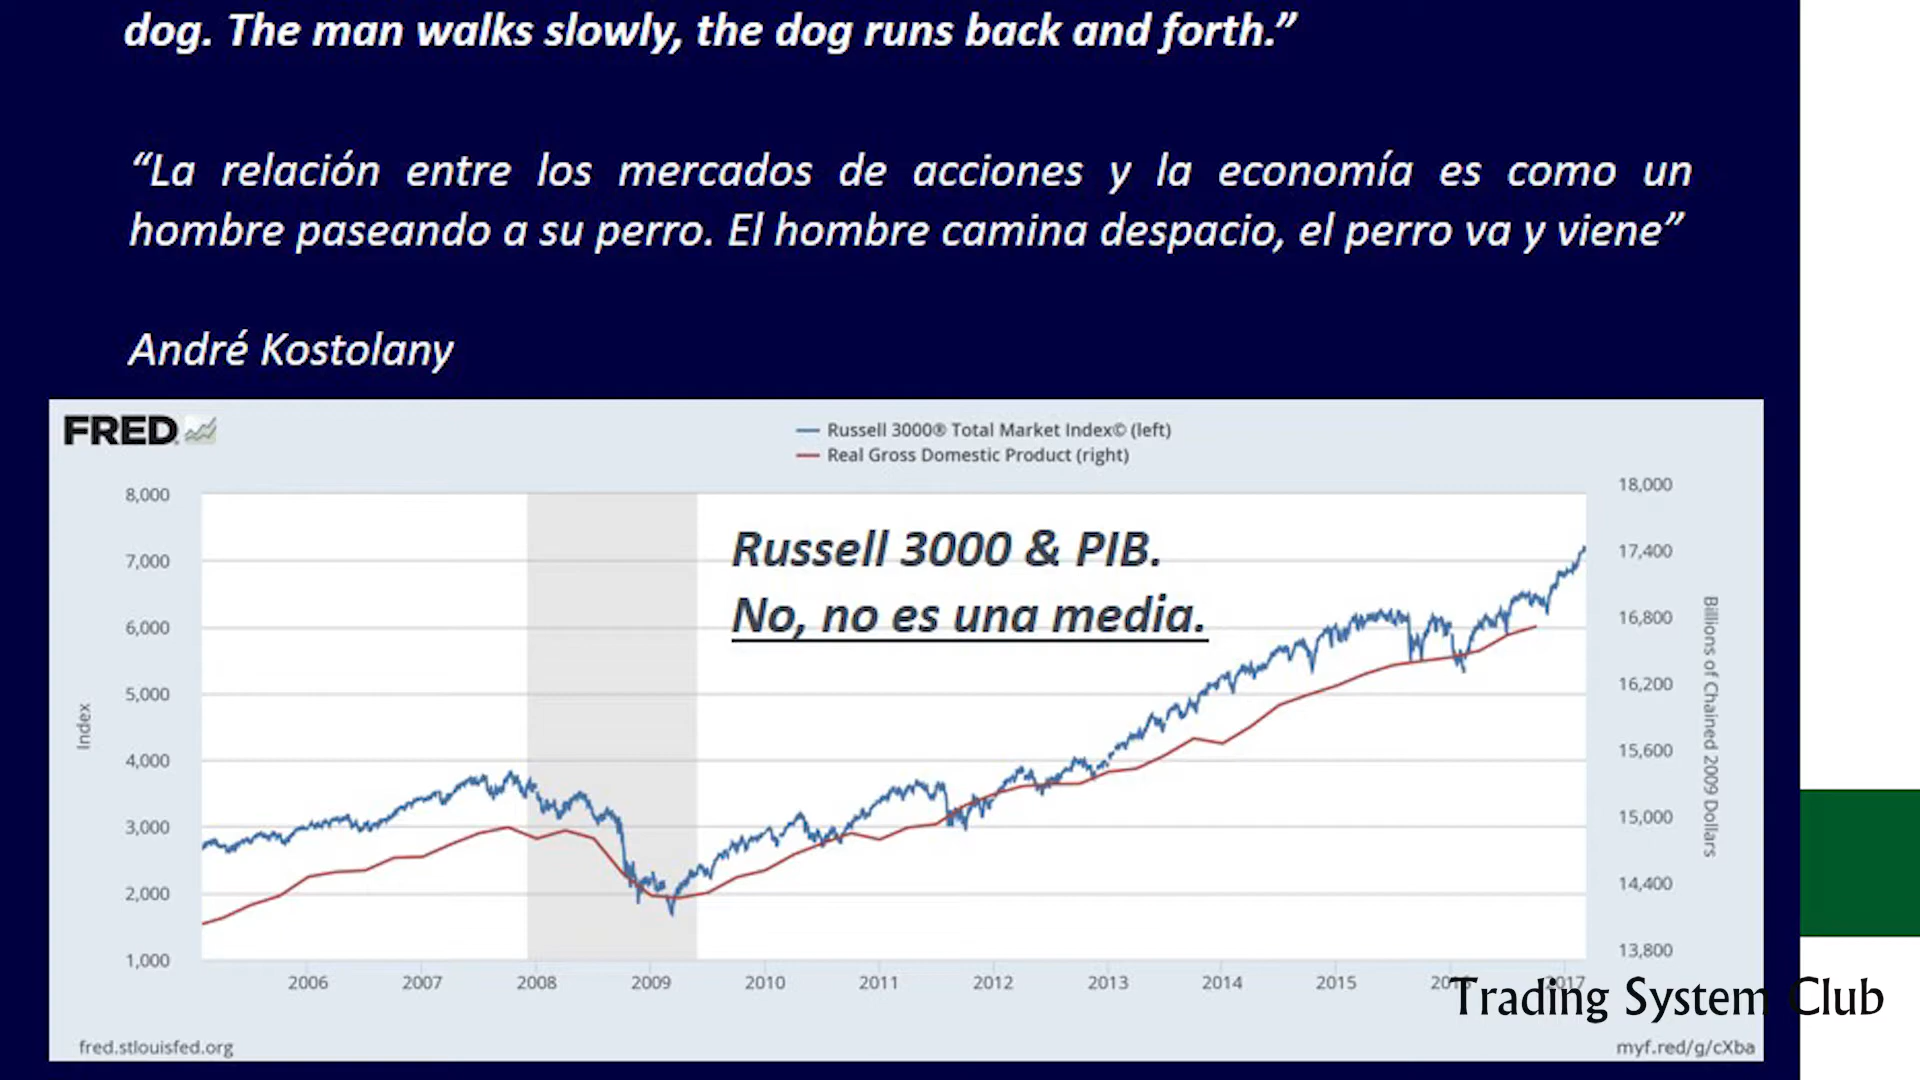 dog. The man walks slowly, the dog runs back and forth.”
“La relación entre los mercados de acciones y la economía es como un
hombre paseando a su perro. El hombre camina despacio, el perro va y viene”
André Kostolany
FRED
Russell 3000® Total Market Index© (left)
Real Gross Domestic Product (right)
Russell 3000 & PIB.
No, no es una media.
8,000
7,000
6,000
5,000
4,000
3,000
2,000
1,000
Index
18,000
17,400
16,800
16,200
15,600
15,000
14,400
13,800
Billions of Chained 2009 Dollars
2006 2007 2008 2009 2010 2011 2012 2013 2014 2015 2016 2017
Trading System Club
fred.stlouisfed.org
myf.red/g/cXba